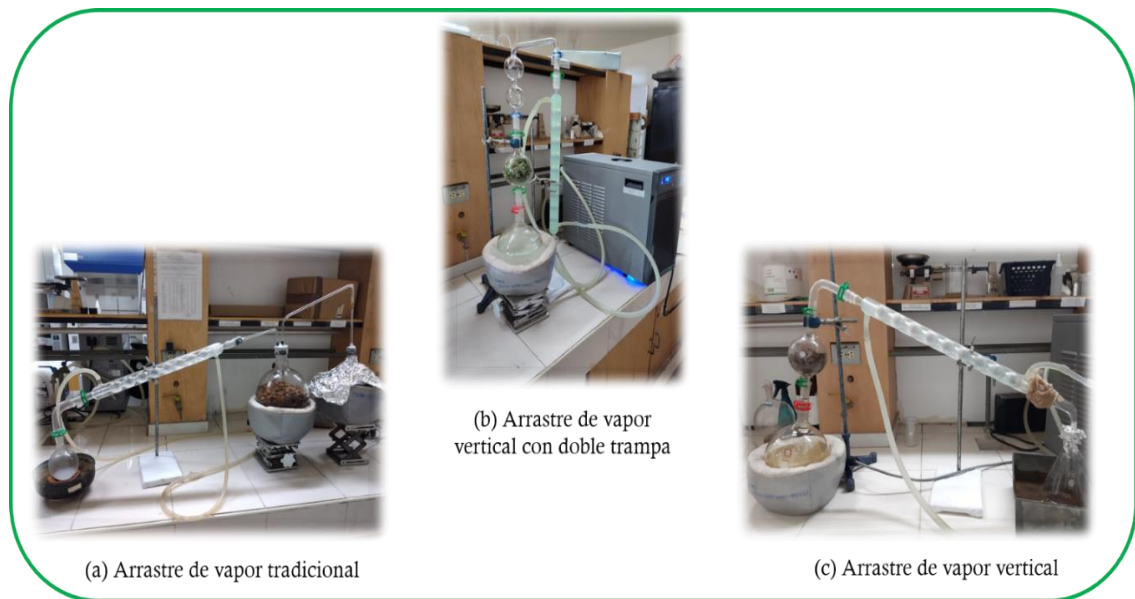 (b) Arrastre de vapor
vertical con doble trampa
(a) Arrastre de vapor tradicional
(c) Arrastre de vapor vertical